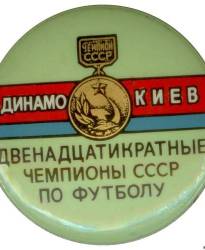 ЧЕМПИОН
СССР
ДИНАМО КИЕВ
ДВЕНАДЦАТИКРАТНЫЕ
ЧЕМПИОНЫ СССР
ПО ФУТБОЛУ